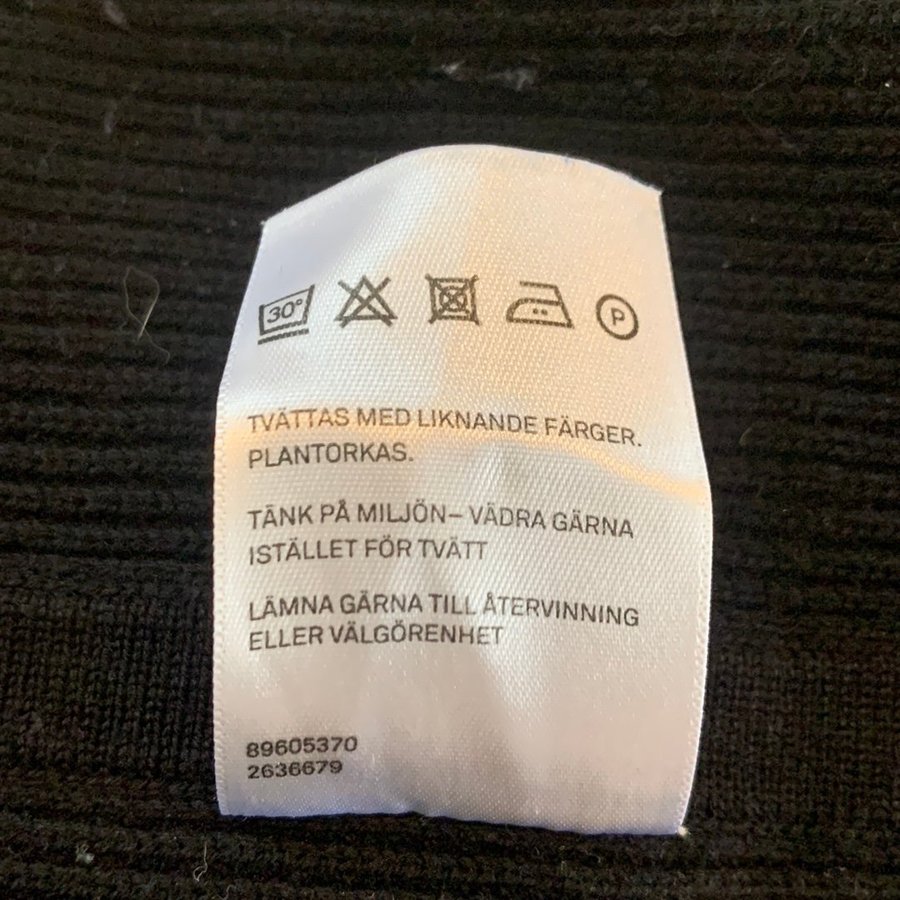 30°
P
TVÄTTAS MED LIKNANDE FÄRGER.
PLANTORKAS.
TÄNK PÅ MILJÖN– VÄDRA GÄRNA
ISTÄLLET FÖR TVÄTT
LÄMNA GÄRNA TILL ÅTERVINNING
ELLER VÄLGÖRENHET
89605370
2636679